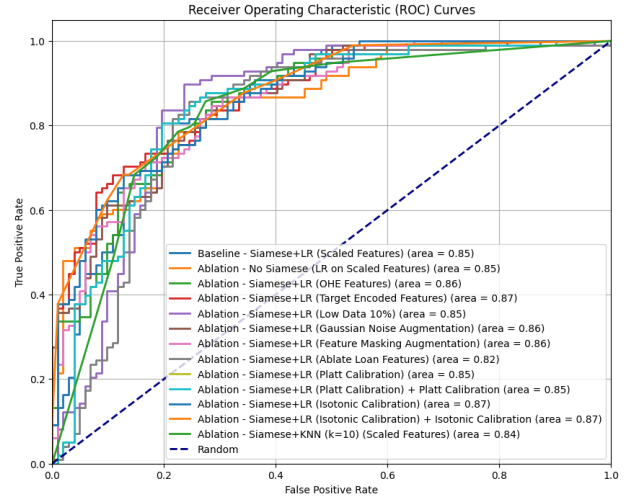 Receiver Operating Characteristic (ROC) Curves
1.0
0.8
0.6
0.4
0.2
0.0
True Positive Rate
Baseline - Siamese+LR (Scaled Features) (area = 0.85)
Ablation - No Siamese (LR on Scaled Features) (area = 0.85)
Ablation - Siamese+LR (OHE Features) (area = 0.86)
Ablation - Siamese+LR (Target Encoded Features) (area = 0.87)
Ablation - Siamese+LR (Low Data 10%) (area = 0.85)
Ablation - Siamese+LR (Gaussian Noise Augmentation) (area = 0.86)
Ablation - Siamese+LR (Feature Masking Augmentation) (area = 0.86)
Ablation - Siamese+LR (Ablate Loan Features) (area = 0.82)
Ablation - Siamese+LR (Platt Calibration) (area = 0.85)
Ablation - Siamese+LR (Platt Calibration) + Platt Calibration (area = 0.85)
Ablation - Siamese+LR (Isotonic Calibration) (area = 0.87)
Ablation - Siamese+LR (Isotonic Calibration) + Isotonic Calibration (area = 0.87)
Ablation - Siamese+KNN (k=10) (Scaled Features) (area = 0.84)
Random
0.0
0.2
0.4
0.6
0.8
1.0
False Positive Rate